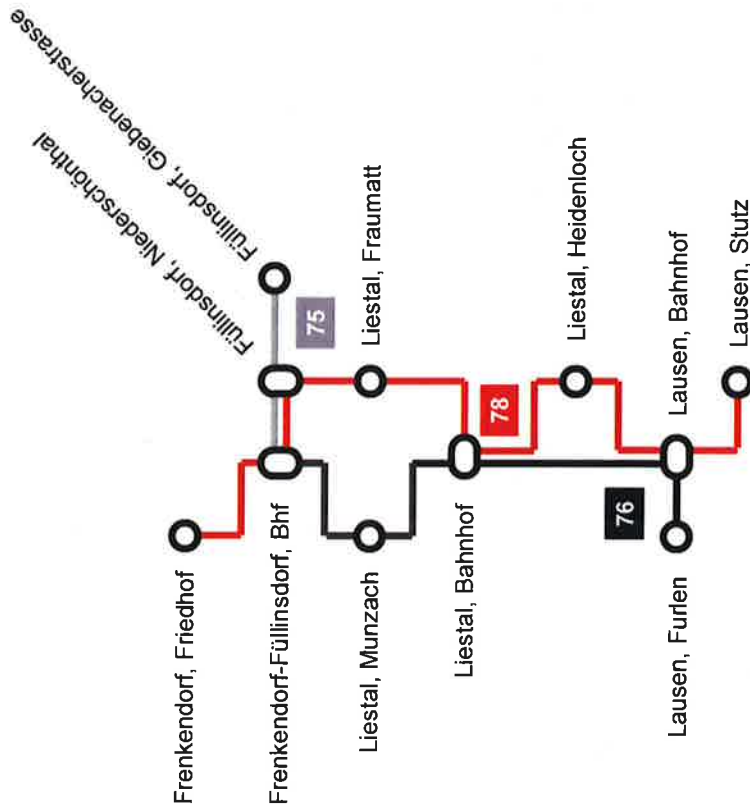 Füllinsdorf, Giebenacherstrasse
Füllinsdorf, Niederschönthal
Frenkendorf, Friedhof
Frenkendorf-Füllinsdorf, Bhf
75
Liestal, Munzach
Liestal, Fraumatt
Liestal, Bahnhof
78
Liestal, Heidenloch
76
Lausen, Bahnhof
Lausen, Furlen
Lausen, Stutz